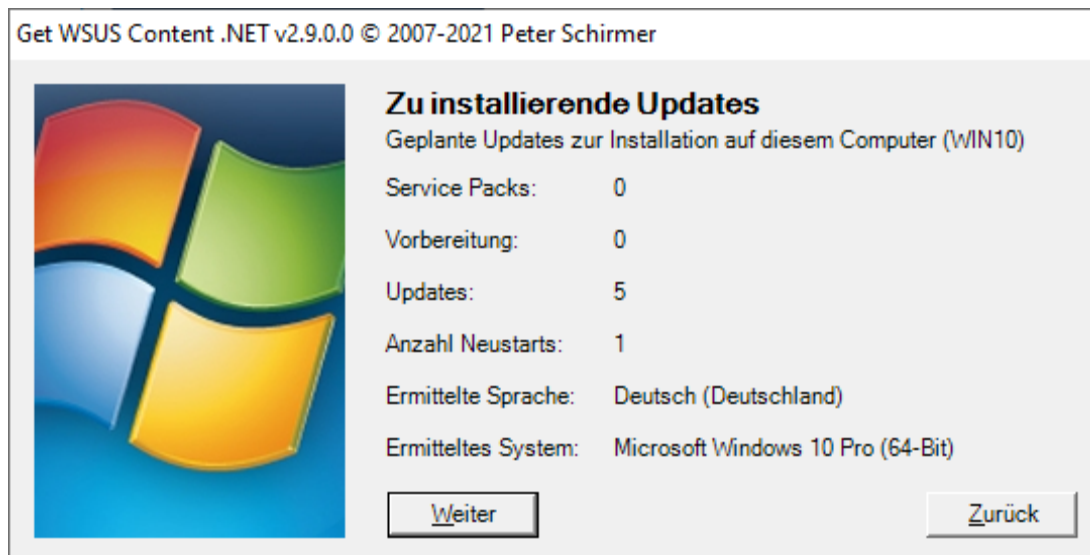 Get WSUS Content .NET v2.9.0.0 © 2007-2021 Peter Schirmer
Zu installierende Updates
Geplante Updates zur Installation auf diesem Computer (WIN10)
Service Packs: 0
Vorbereitung: 0
Updates: 5
Anzahl Neustarts: 1
Ermittelte Sprache: Deutsch (Deutschland)
Ermitteltes System: Microsoft Windows 10 Pro (64-Bit)
Weiter Zurück